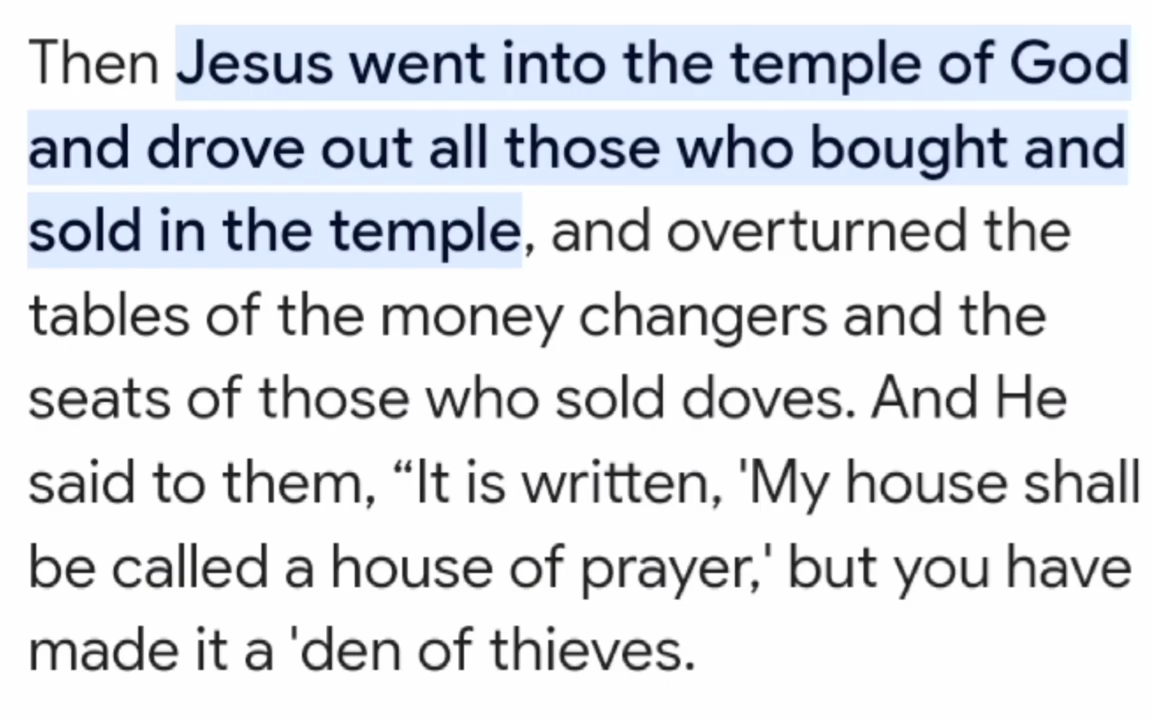 Then Jesus went into the temple of God
and drove out all those who bought and
sold in the temple, and overturned the
tables of the money changers and the
seats of those who sold doves. And He
said to them, “It is written, 'My house shall
be called a house of prayer,' but you have
made it a 'den of thieves.